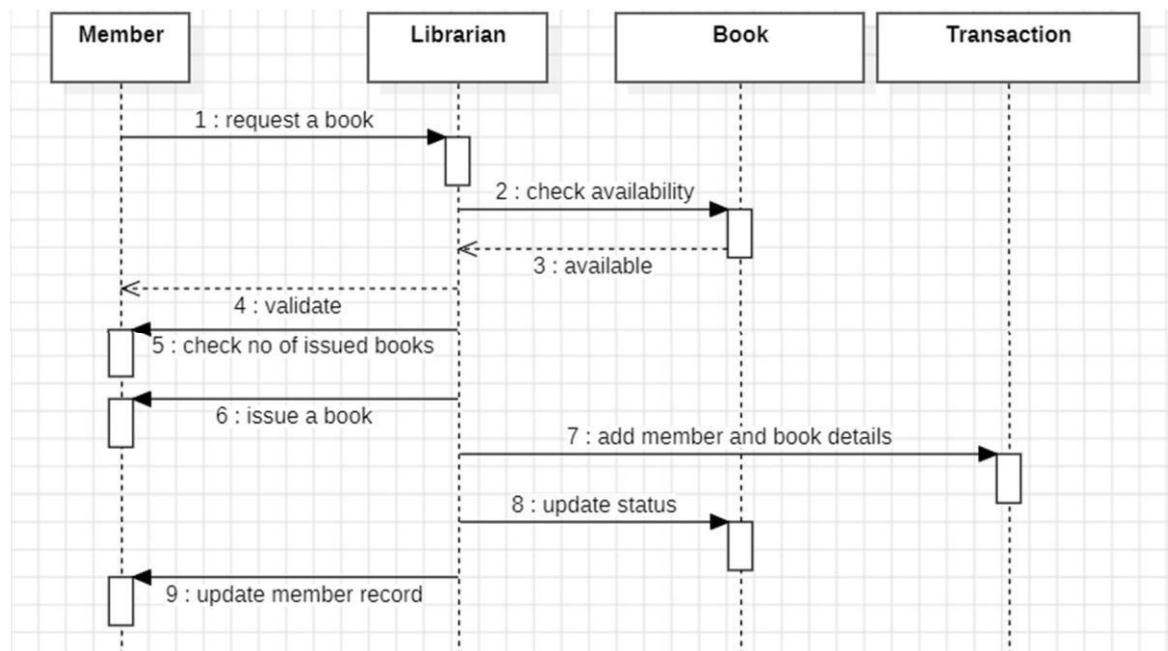 Member
Librarian
Book
Transaction
1 : request a book
2 : check availability
3 : available
4 : validate
5 : check no of issued books
6 : issue a book
7 : add member and book details
8 : update status
9 : update member record